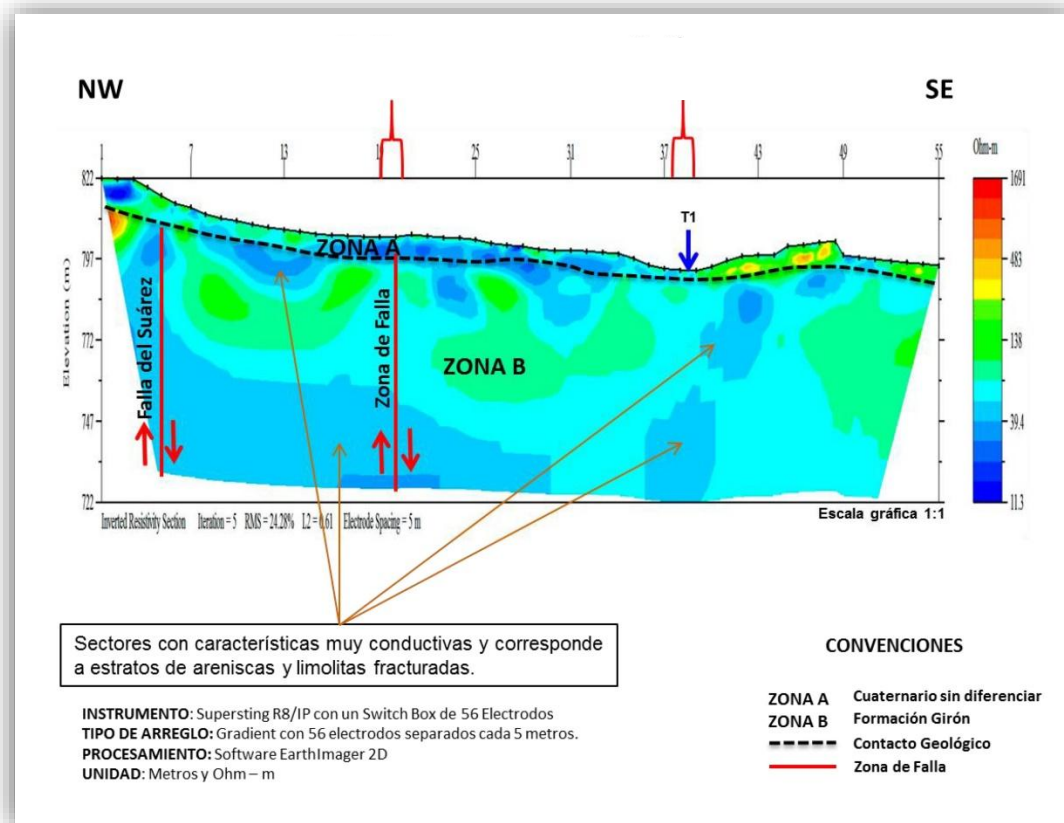 NW
SE
1
7
13
1
25
31
37
43
49
55
Ohm-m
822
797
772
747
722
Elevation (m)
1691
483
138
39.4
11.3
T1
ZONA A
ZONA B
Falla del Suárez
Zona de Falla
Inverted Resistivity Section Iteration = 5 RMS = 24.28% L2 = 0.61 Electrode Spacing = 5 m
Escala gráfica 1:1
Sectores con características muy conductivas y corresponde
a estratos de areniscas y limolitas fracturadas.
INSTRUMENTO: Supersting R8/IP con un Switch Box de 56 Electrodos
TIPO DE ARREGLO: Gradient con 56 electrodos separados cada 5 metros.
PROCESAMIENTO: Software EarthImager 2D
UNIDAD: Metros y Ohm – m
CONVENCIONES
ZONA A Cuaternario sin diferenciar
ZONA B Formación Girón
Contacto Geológico
Zona de Falla